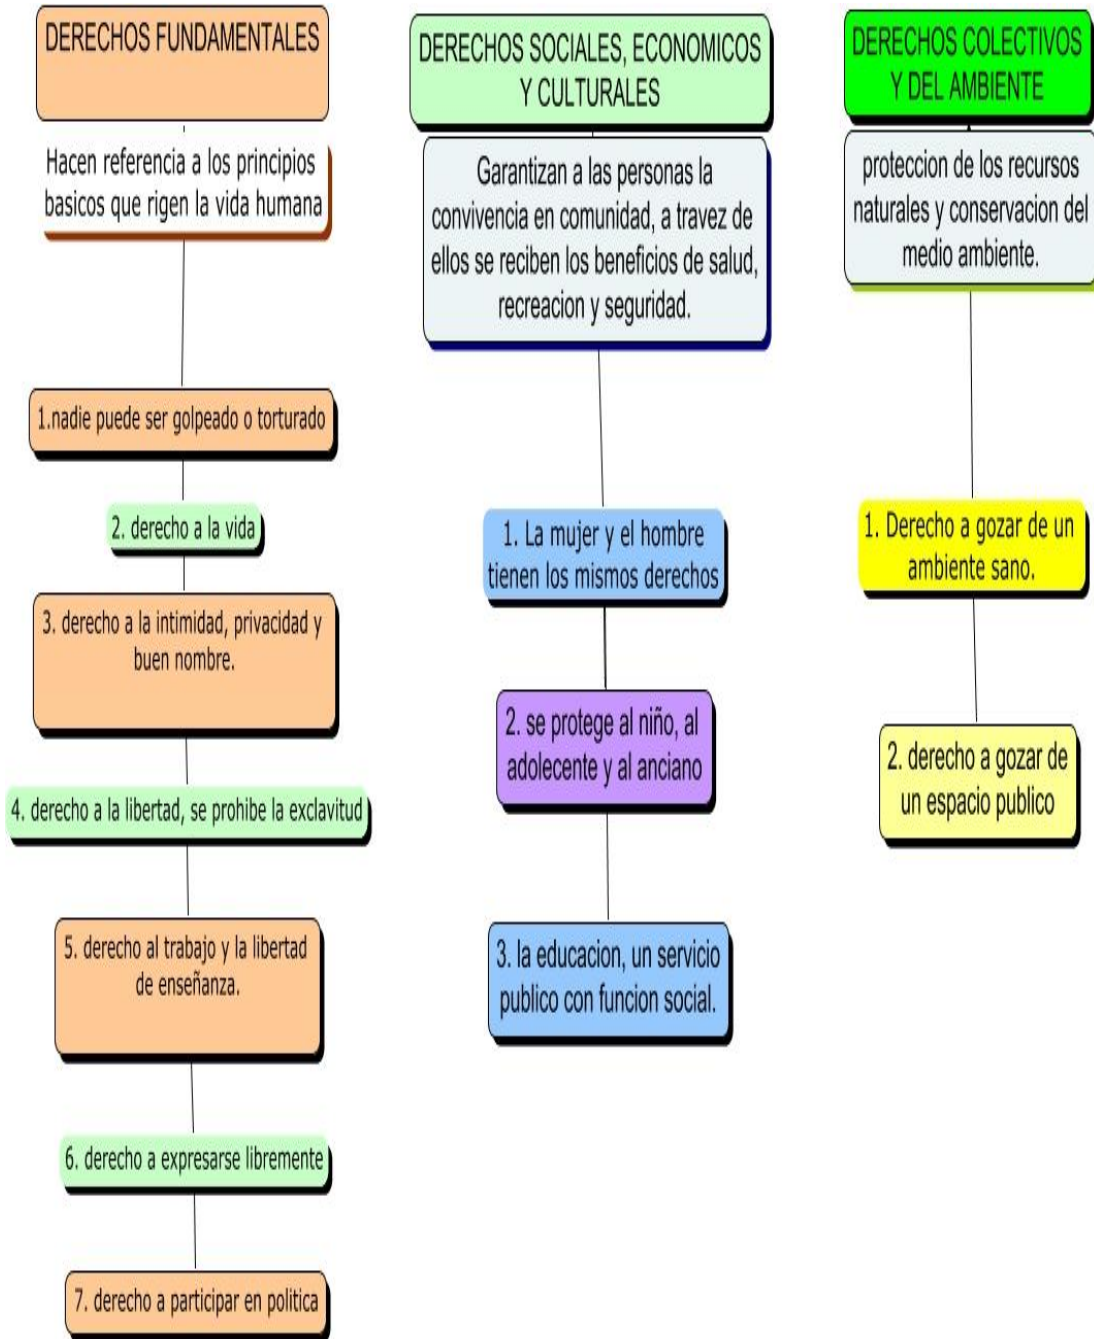 DERECHOS FUNDAMENTALES
Hacen referencia a los principios
basicos que rigen la vida humana
1.nadie puede ser golpeado o torturado
2. derecho a la vida
3. derecho a la intimidad, privacidad y
buen nombre.
4. derecho a la libertad, se prohibe la exclavitud
5. derecho al trabajo y la libertad
de enseñanza.
6. derecho a expresarse libremente
7. derecho a participar en politica
DERECHOS SOCIALES, ECONOMICOS
Y CULTURALES
Garantizan a las personas la
convivencia en comunidad, a travez de
ellos se reciben los beneficios de salud,
recreacion y seguridad.
1. La mujer y el hombre
tienen los mismos derechos
2. se protege al niño, al
adolecente y al anciano
3. la educacion, un servicio
publico con funcion social.
DERECHOS COLECTIVOS
Y DEL AMBIENTE
proteccion de los recursos
naturales y conservacion del
medio ambiente.
1. Derecho a gozar de un
ambiente sano.
2. derecho a gozar de
un espacio publico